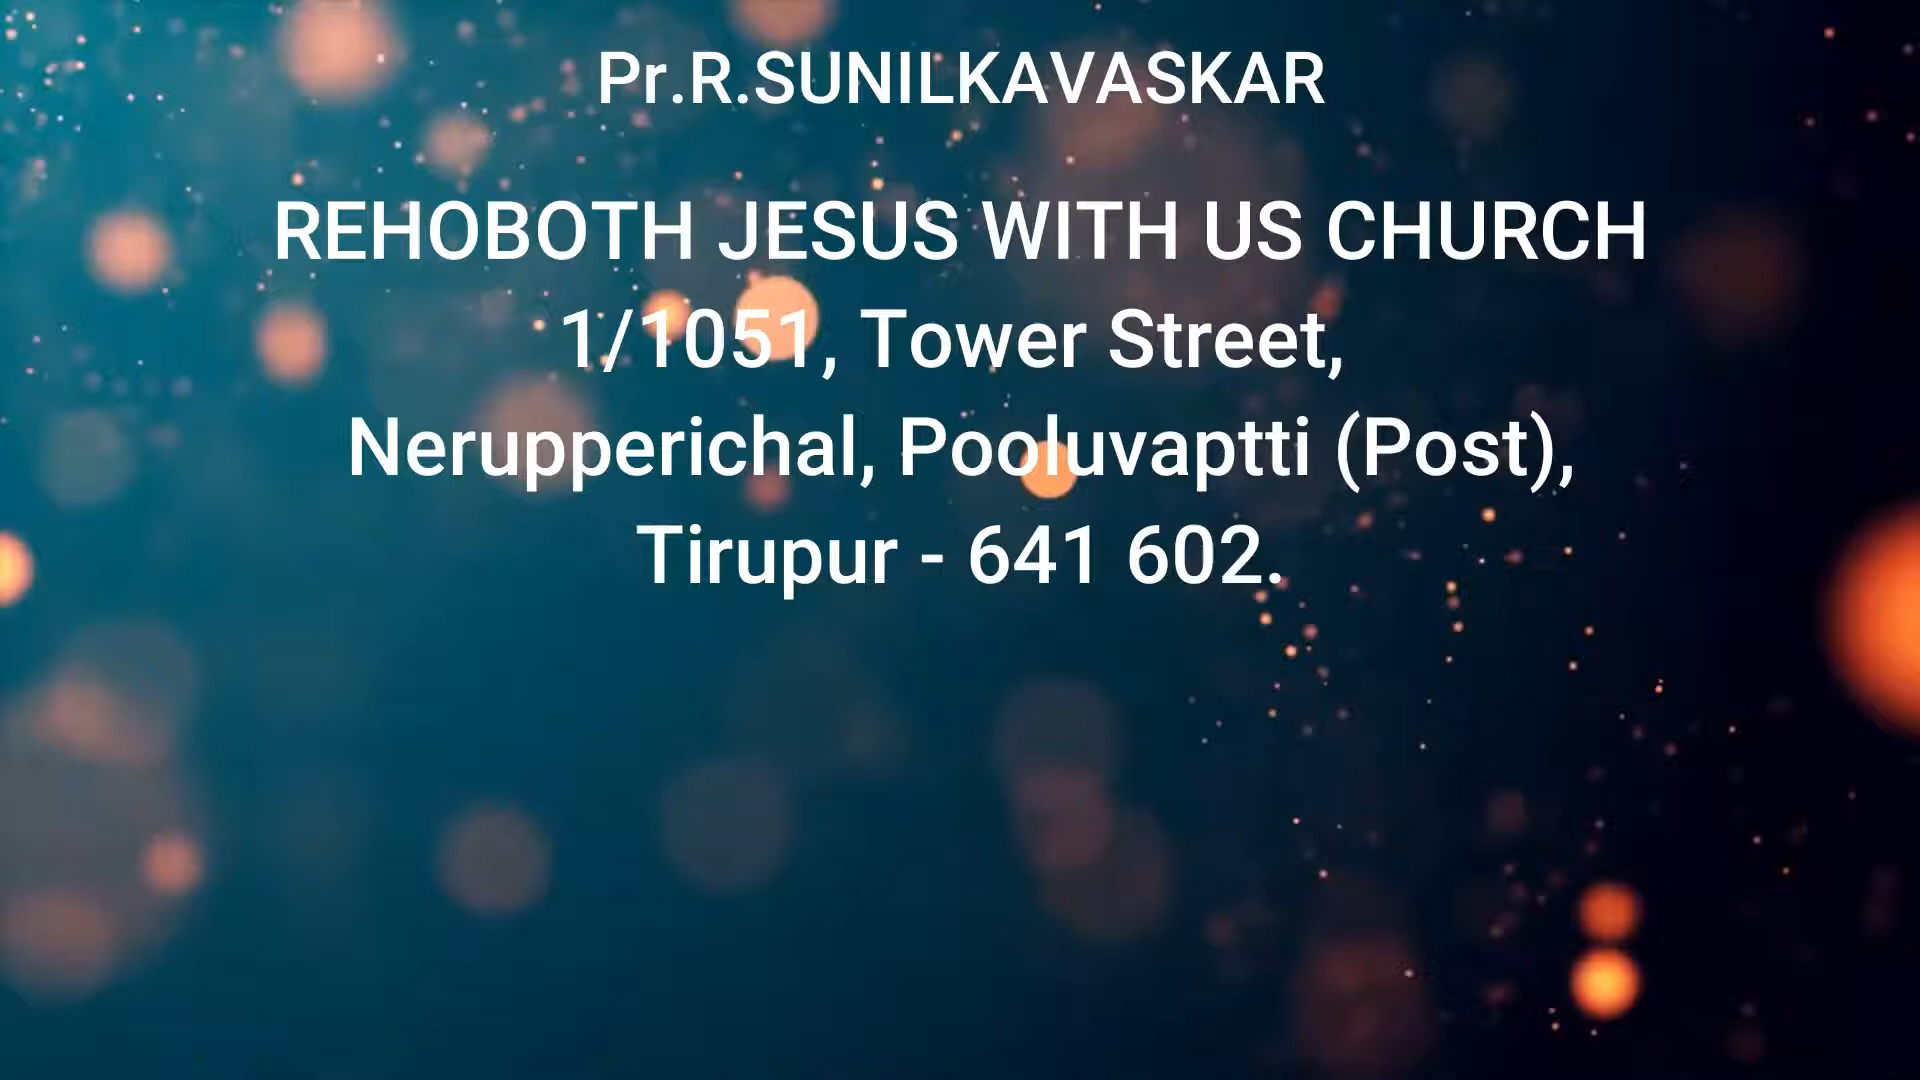 Pr.R.SUNILKAVASKAR
REHOBOTH JESUS WITH US CHURCH
1/1051, Tower Street,
Nerupperichal, Pooluvaptti (Post),
Tirupur - 641 602.